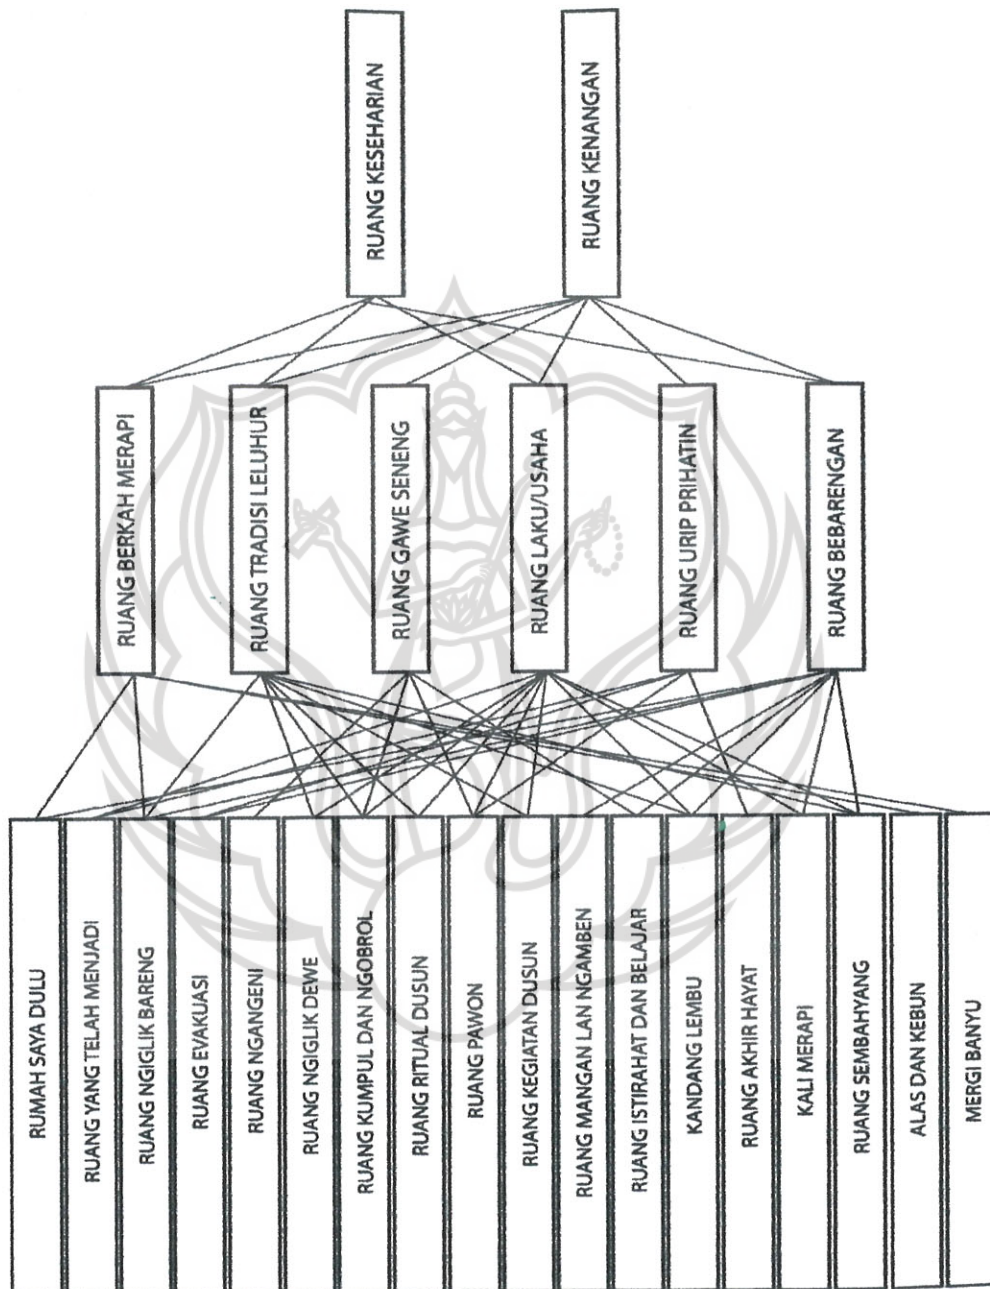 RUANG KESEHARIAN
RUANG KENANGAN
RUANG BERKAH MERAPI
RUANG TRADISI LELUHUR
RUANG GAWE SENENG
RUANG LAKU/USAHA
RUANG URIP PRIHATIN
RUANG BEBARENGAN
RUMAH SAYA DULU
RUANG YANG TELAH MENJADI
RUANG NGIGLIK BARENG
RUANG EVAKUASI
RUANG NGANGENI
RUANG NGIGLIK DEWE
RUANG KUMPUL DAN NGOBROL
RUANG RITUAL DUSUN
RUANG PAWON
RUANG KEGIATAN DUSUN
RUANG MANGAN LAN NGAMBEN
RUANG ISTIRAHAT DAN BELAJAR
KANDANG LEMBU
RUANG AKHIR HAYAT
KALI MERAPI
RUANG SEMBAHYANG
ALAS DAN KEBUN
MERGI BANYU